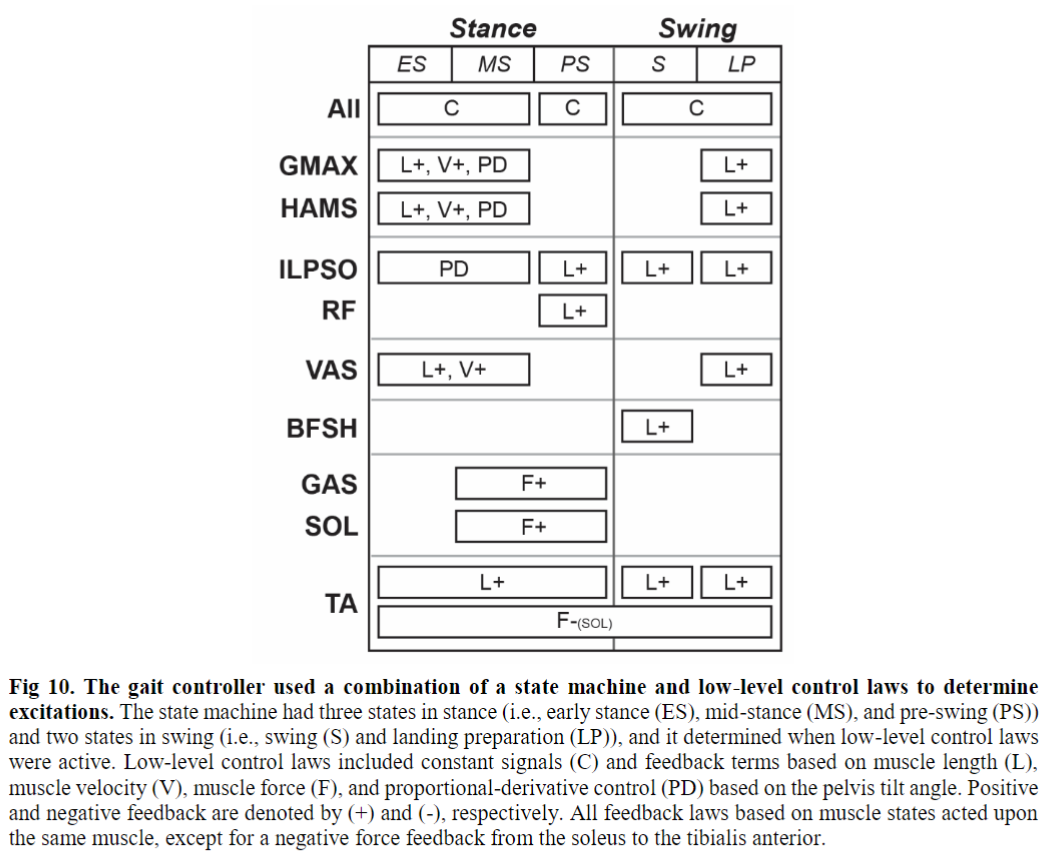 Stance Swing
ES MS PS S LP
All C C C
GMAX L+, V+, PD L+
HAMS L+, V+, PD L+
ILPSO PD L+ L+ L+
RF L+
VAS L+, V+ L+
BFSH L+
GAS F+
SOL F+
TA L+ L+ L+
F-(SOL)
Fig 10. The gait controller used a combination of a state machine and low-level control laws to determine
excitations. The state machine had three states in stance (i.e., early stance (ES), mid-stance (MS), and pre-swing (PS))
and two states in swing (i.e., swing (S) and landing preparation (LP)), and it determined when low-level control laws
were active. Low-level control laws included constant signals (C) and feedback terms based on muscle length (L),
muscle velocity (V), muscle force (F), and proportional-derivative control (PD) based on the pelvis tilt angle. Positive
and negative feedback are denoted by (+) and (-), respectively. All feedback laws based on muscle states acted upon
the same muscle, except for a negative force feedback from the soleus to the tibialis anterior.